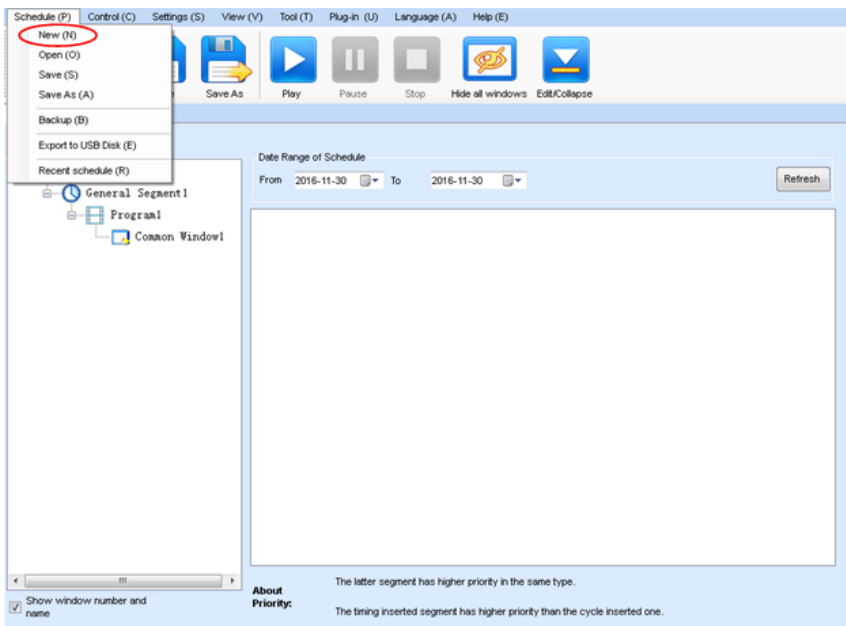 Schedule (P) Control (C) Settings (S) View (V) Tool (T) Plug-in (U) Language (A) Help (E)
New (N)
Open (O)
Save (S)
Save As (A)
Backup (B)
Export to USB Disk (E)
Recent schedule (R)
Save As Play Pause Stop Hide all windows Edit/Collapse
Date Range of Schedule
From 2016-11-30 To 2016-11-30 Refresh
General Segment1
Program1
Common Window1
Show window number and
name
About
Priority:
The latter segment has higher priority in the same type.
The timing inserted segment has higher priority than the cycle inserted one.